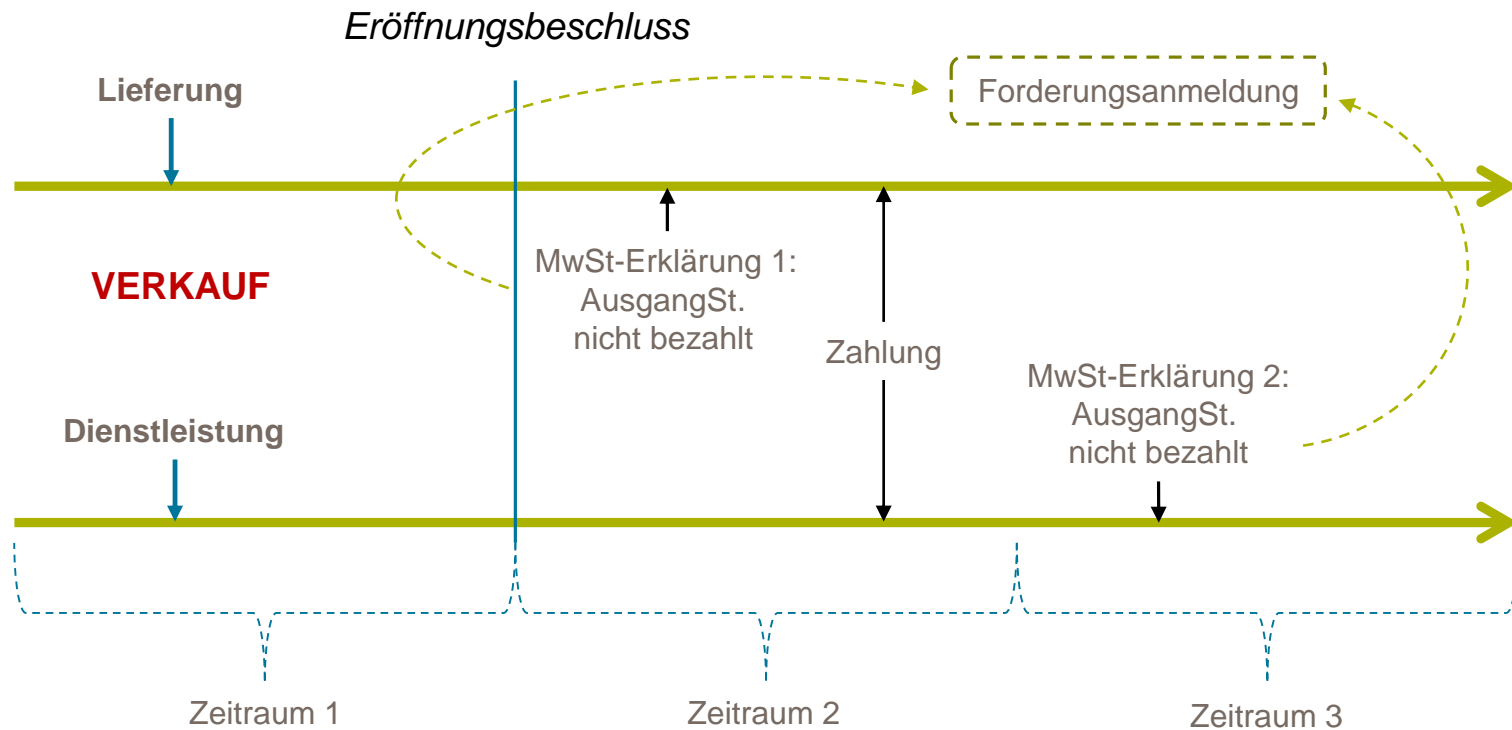 Eröffnungsbeschluss
Lieferung
Forderungsanmeldung
VERKAUF
MwSt-Erklärung 1:
AusgangSt.
nicht bezahlt
Zahlung
MwSt-Erklärung 2:
AusgangSt.
nicht bezahlt
Dienstleistung
Zeitraum 1
Zeitraum 2
Zeitraum 3